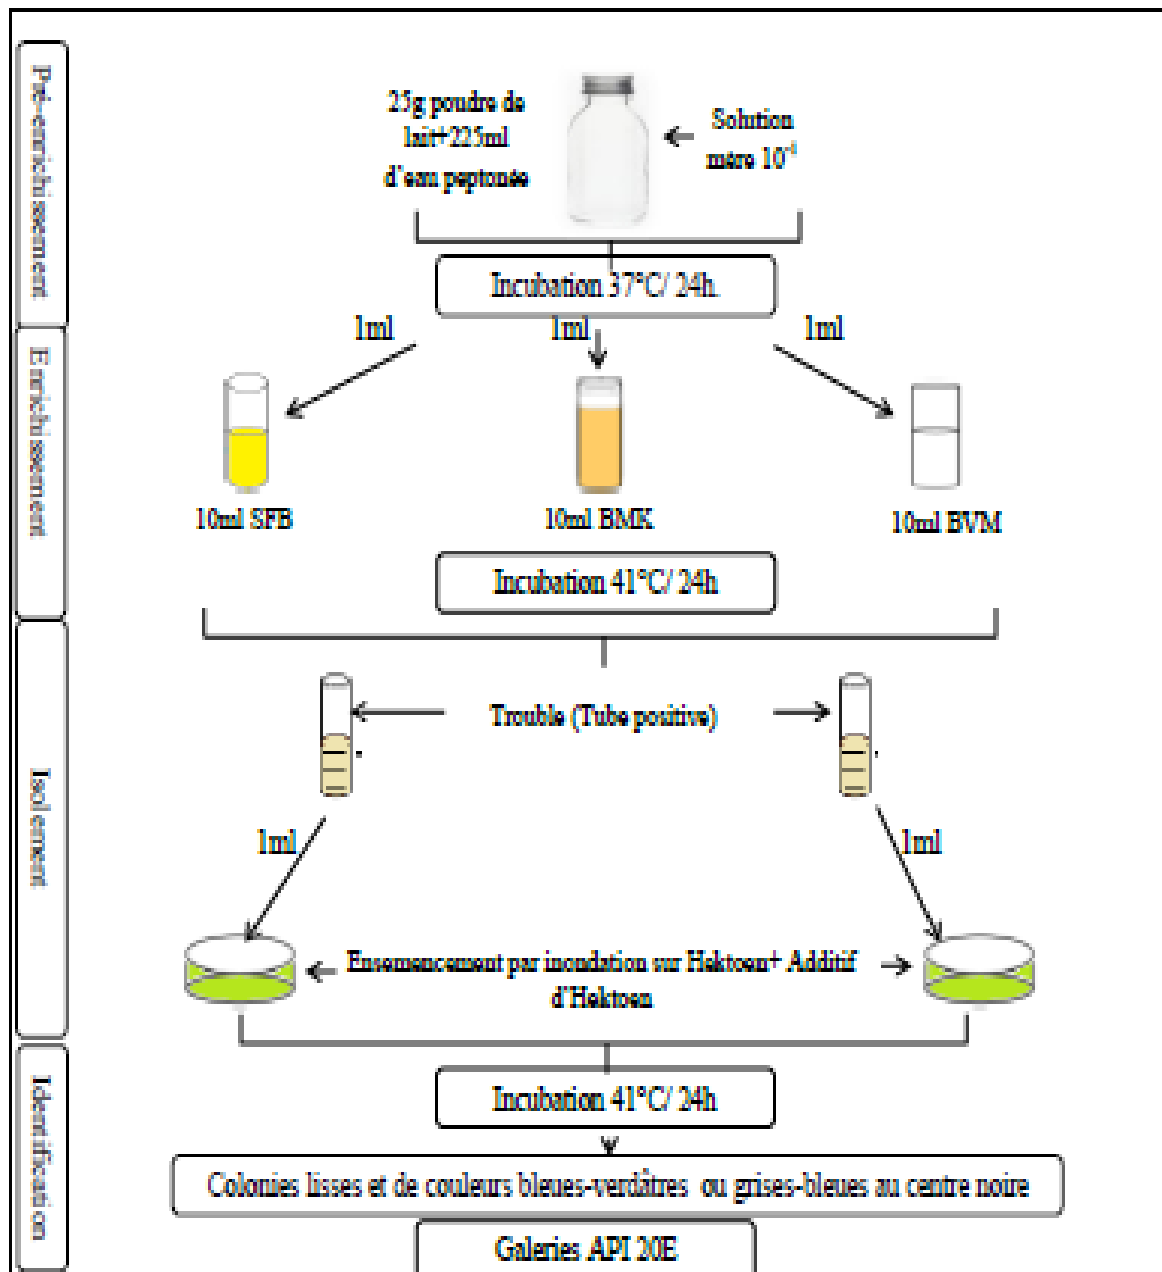 Pré-enrichissement
25g poudre de
lait+225ml
d'eau peptonée
Solution
mère 10⁻¹
Incubation 37°C/ 24h
1ml
1ml
1ml
Enrichissement
10ml SFB
10ml BMK
10ml BVM
Incubation 41°C/ 24h
Isolement
Trouble (Tube positive)
1ml
1ml
Ensemencement par inondation sur Hektoen+ Additif
d'Hektoen
Identification
Incubation 41°C/ 24h
Colonies lisses et de couleurs bleues-verdâtres ou grises-bleues au centre noire
Galeries API 20E